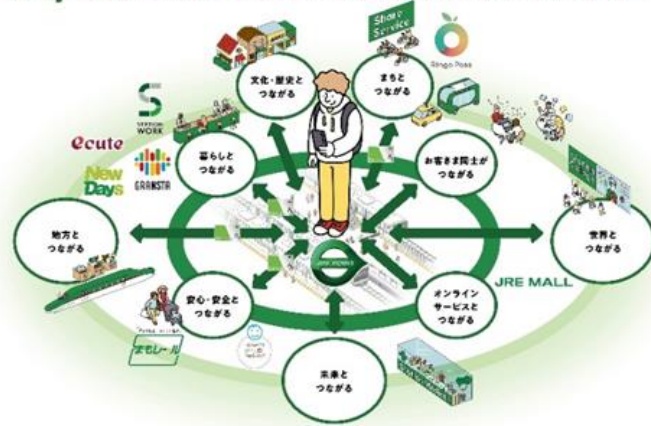 Share
Service
Ringo Pass
文化・歴史と
つながる
まちと
つながる
STATION
WORK
ecute
New
Days
GRANSTA
暮らしと
つながる
お客さま同士が
つながる
地方と
つながる
世界と
つながる
JRE POINT
JRE MALL
安心・安全と
つながる
オンライン
サービスと
つながる
まもレール
未来と
つながる